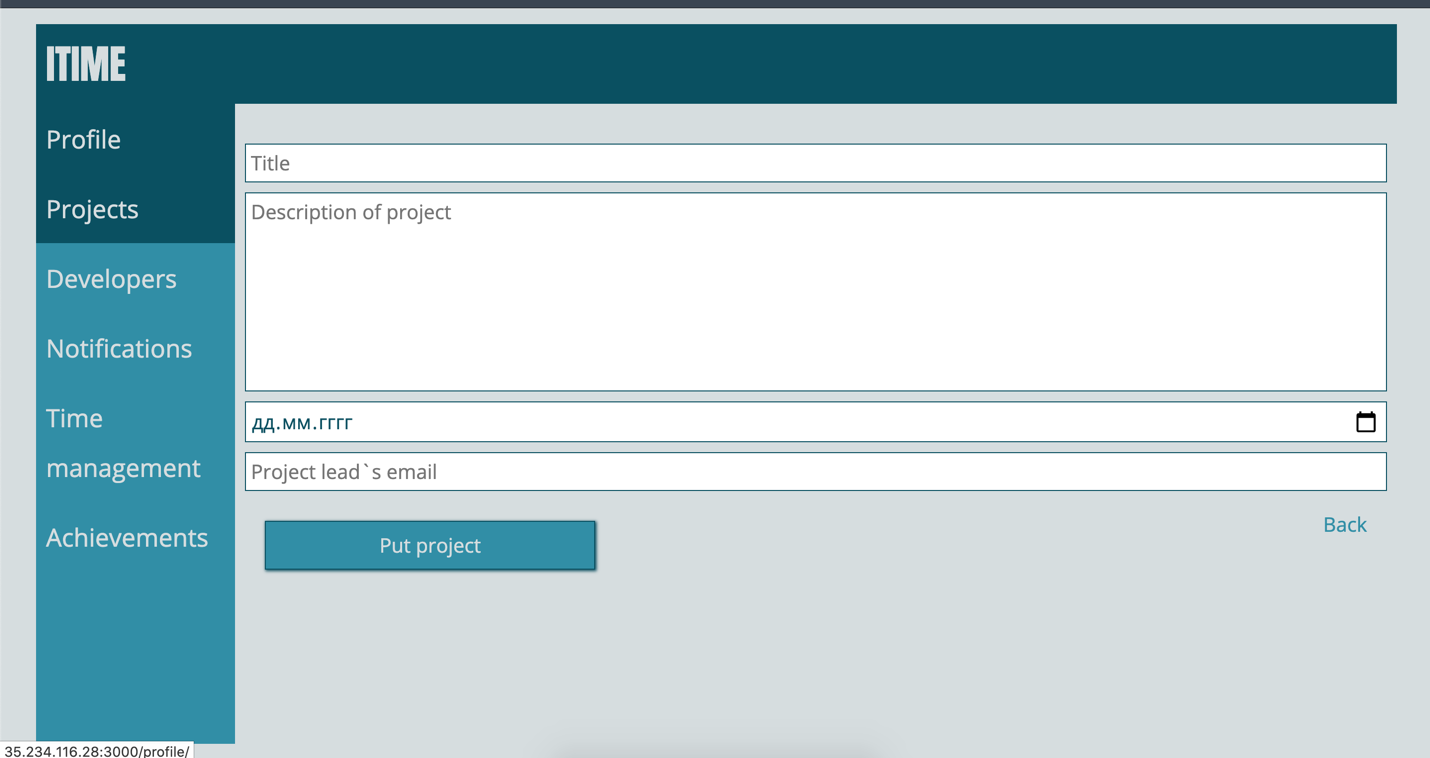 ITIME
Profile
Projects
Developers
Notifications
Time
management
Achievements
Title
Description of project
дд.мм.гггг
Project lead`s email
Put project
Back
35.234.116.28:3000/profile/